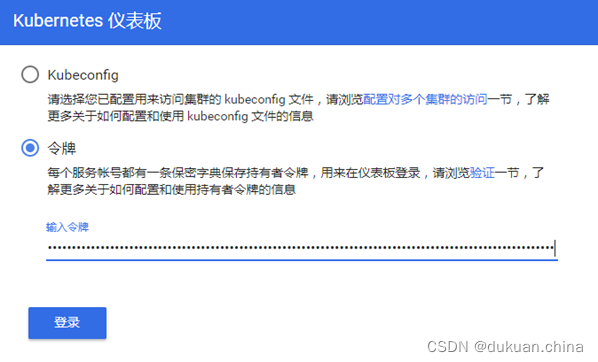 Kubernetes 仪表板
Kubeconfig
请选择您已配置用来访问集群的 kubeconfig 文件，请浏览配置对多个集群的访问一节，了解
更多关于如何配置和使用 kubeconfig 文件的信息
令牌
每个服务帐号都有一条保密字典保存持有者令牌，用来在仪表板登录，请浏览验证一节，了
解更多关于如何配置和使用持有者令牌的信息
输入令牌
登录
CSDN @dukuan.china